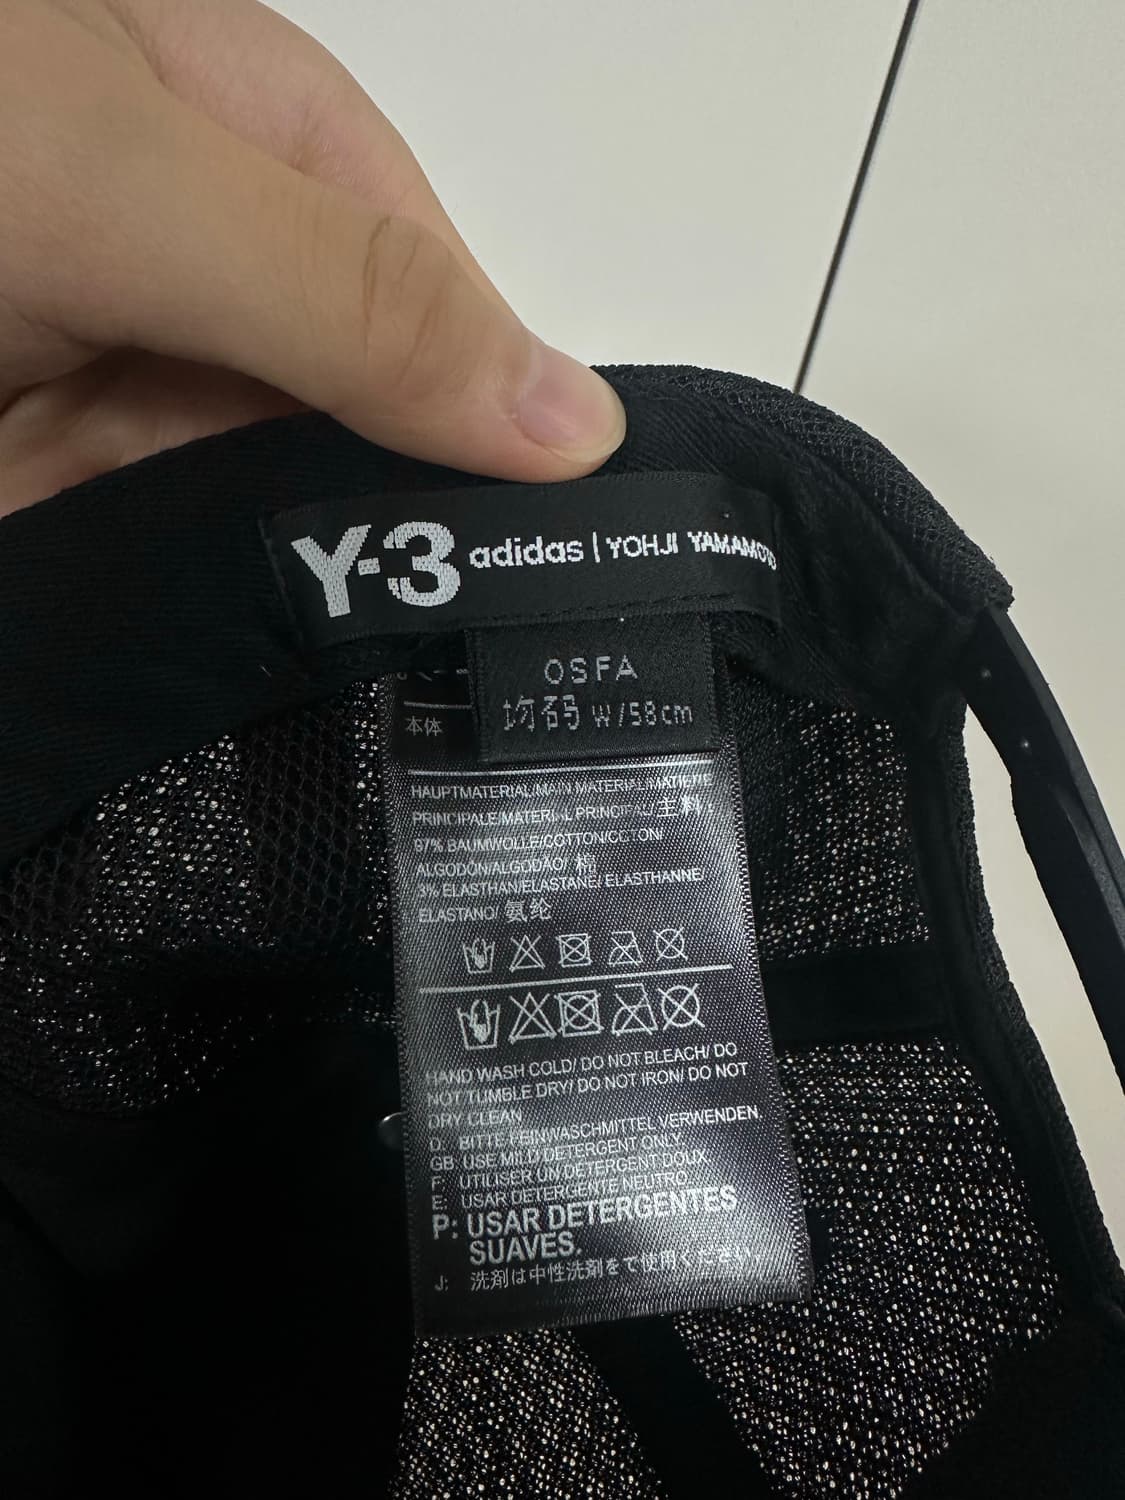 Y-3 adidas | YOHJI YAMAMOTO
OSFA
均码 W/58cm
本体
HAUPTMATERIAL/MAIN MATERIAL/MATIÈRE
PRINCIPALE/MATERIAL PRINCIPAL/主料
97% BAUMWOLLE/COTTON/COTON/
ALGODÓN/ALGODÃO/ 棉
3% ELASTHAN/ELASTANE/ ELASTHANNE/
ELASTANO/ 氨纶
HAND WASH COLD/ DO NOT BLEACH/ DO
NOT TUMBLE DRY/ DO NOT IRON/ DO NOT
DRY CLEAN
D: BITTE FEINWASCHMITTEL VERWENDEN.
GB: USE MILD DETERGENT ONLY.
F: UTILISER UN DETERGENT DOUX
E: USAR DETERGENTE NEUTRO.
P: USAR DETERGENTES
SUAVES.
J: 洗剤は中性洗剤をで使用ください。